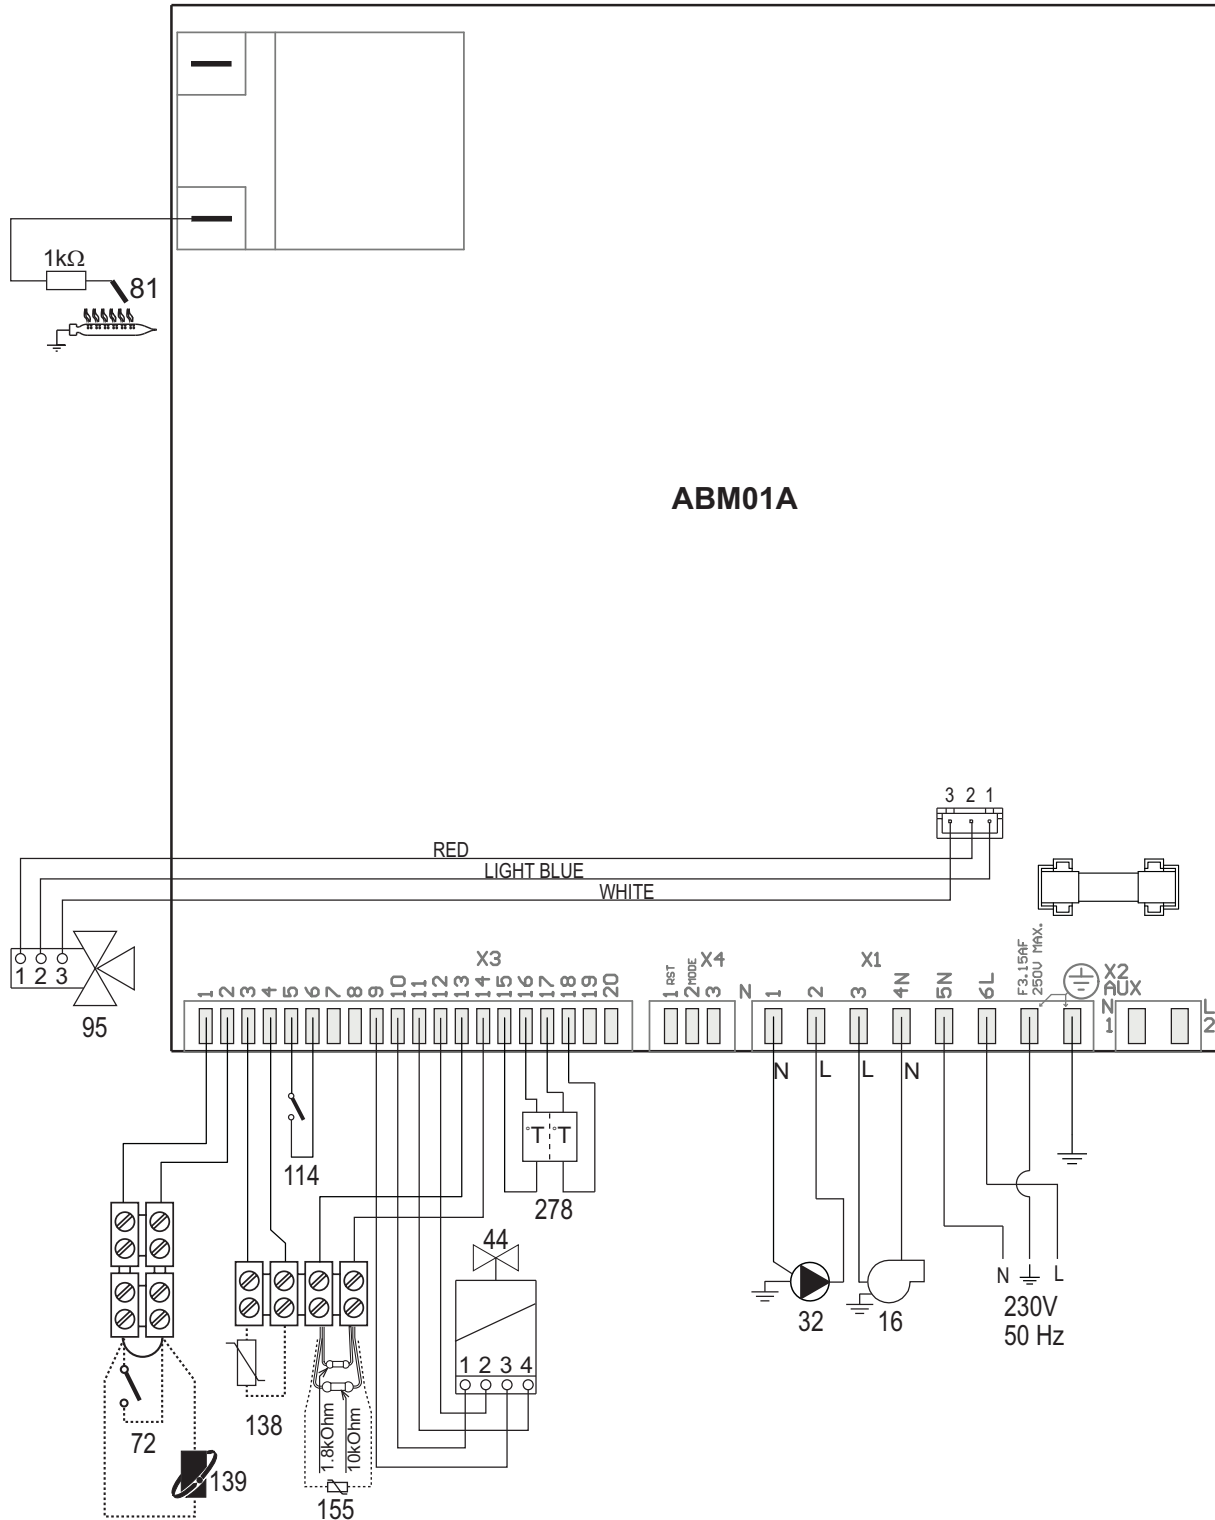 1kΩ
81
ABM01A
3 2 1
RED
LIGHT BLUE
WHITE
1 2 3
95
X3
1 2 3 4 5 6 7 8 9 10 11 12 13 14 15 16 17 18 19 20
X4
1 RST
2 MODE
3
X1
N 1 2 3 4N 5N 6L
F3.15AF
250V MAX.
X2
AUX
N
1
L
2
N L L N
°T °T
114
278
44
1 2 3 4
32
16
N L
230V
50 Hz
72
138
1.8kOhm
10kOhm
139
155